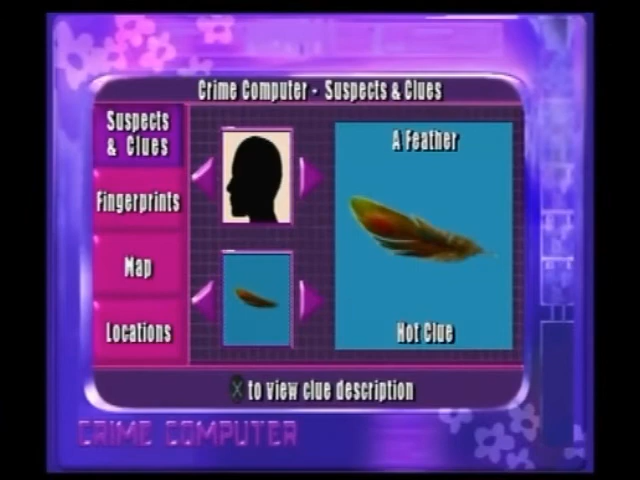 Crime Computer - Suspects & Clues
Suspects
& Clues
Fingerprints
Map
Locations
A Feather
Hot Clue
X to view clue description
CRIME COMPUTER